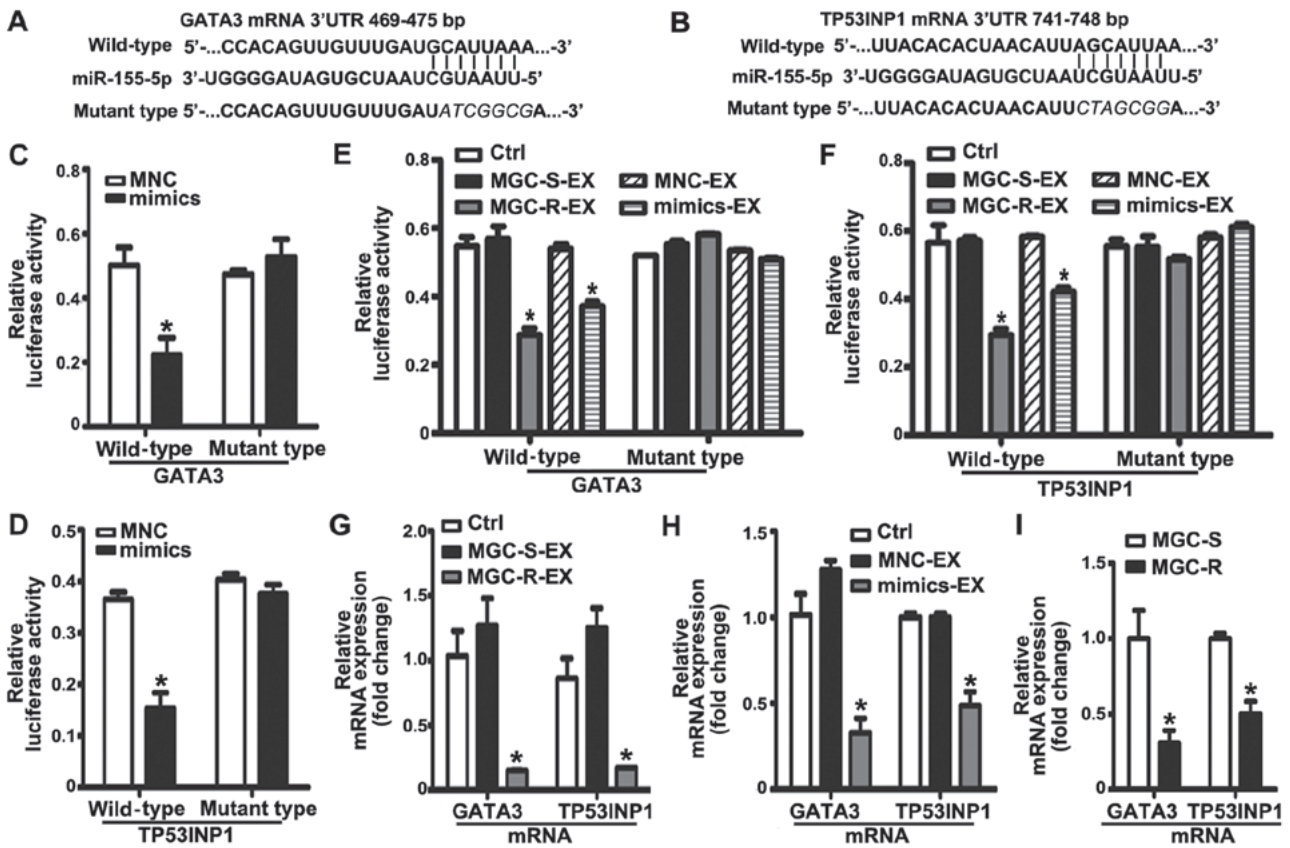 A
GATA3 mRNA 3'UTR 469-475 bp
Wild-type 5'-...CCACAGUUGUUUGAUGCAUUAAA...-3'
miR-155-5p 3'-UGGGGAUAGUGCUAAUCGUAAUU-5'
Mutant type 5'-...CCACAGUUUGUUUGAUATCGGCGA...-3'
B
TP53INP1 mRNA 3'UTR 741-748 bp
Wild-type 5'-...UUACACACUAACAUUAGCAUUAA...-3'
miR-155-5p 3'-UGGGGAUAGUGCUAAUCGUAAUU-5'
Mutant type 5'-...UUACACACUAACAUUCTAGCGGA...-3'
C
Relative
luciferase activity
0.8
0.6
0.4
0.2
0
MNC
mimics
*
Wild-type
Mutant type
GATA3
E
Relative
luciferase activity
0.8
0.6
0.4
0.2
0
Ctrl
MGC-S-EX
MGC-R-EX
MNC-EX
mimics-EX
*
*
Wild-type
Mutant type
GATA3
F
Relative
luciferase activity
0.8
0.6
0.4
0.2
0
Ctrl
MGC-S-EX
MGC-R-EX
MNC-EX
mimics-EX
*
*
Wild-type
Mutant type
TP53INP1
D
Relative
luciferase activity
0.5
0.4
0.3
0.2
0.1
0
MNC
mimics
*
Wild-type
Mutant type
TP53INP1
G
Relative
mRNA expression
(fold change)
2.0
1.5
1.0
0.5
0.0
Ctrl
MGC-S-EX
MGC-R-EX
*
*
GATA3
TP53INP1
mRNA
H
Relative
mRNA expression
(fold change)
1.5
1.0
0.5
0
Ctrl
MNC-EX
mimics-EX
*
*
GATA3
TP53INP1
mRNA
I
Relative
mRNA expression
(fold change)
1.5
1.0
0.5
0
MGC-S
MGC-R
*
*
GATA3
TP53INP1
mRNA